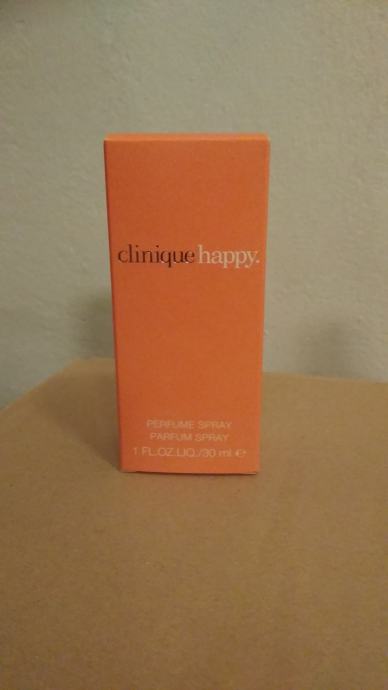 clinique happy.
PERFUME SPRAY
PARFUM SPRAY
1 FL.OZ.LIQ./30 ml ℮